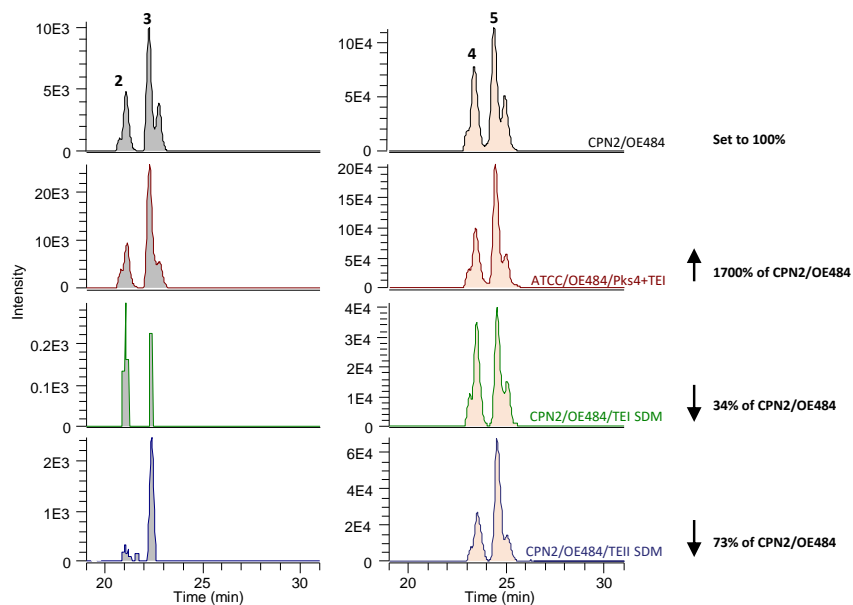 2
3
10E3
5E3
0
4
5
10E4
5E4
0
CPN2/OE484
Set to 100%
20E3
10E3
0
20E4
15E4
10E4
5E4
0
ATCC/OE484/Pks4+TEI
1700% of CPN2/OE484
Intensity
0.2E3
0.1E3
0
4E4
3E4
2E4
1E4
0
CPN2/OE484/TEI SDM
34% of CPN2/OE484
2E3
1E3
0
6E4
4E4
2E4
0
CPN2/OE484/TEII SDM
73% of CPN2/OE484
20 25 30
Time (min)
20 25 30
Time (min)